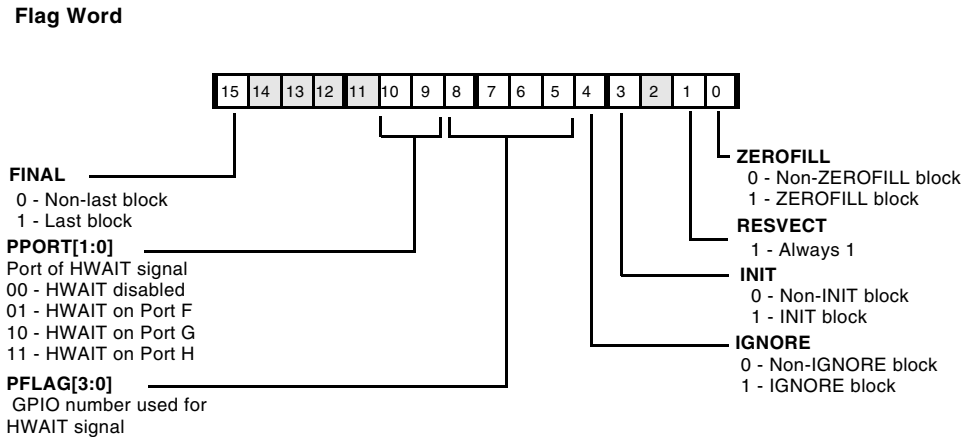 Flag Word
15 14 13 12 11 10 9 8 7 6 5 4 3 2 1 0
FINAL
0 - Non-last block
1 - Last block
PPORT[1:0]
Port of HWAIT signal
00 - HWAIT disabled
01 - HWAIT on Port F
10 - HWAIT on Port G
11 - HWAIT on Port H
PFLAG[3:0]
GPIO number used for
HWAIT signal
ZEROFILL
0 - Non-ZEROFILL block
1 - ZEROFILL block
RESVECT
1 - Always 1
INIT
0 - Non-INIT block
1 - INIT block
IGNORE
0 - Non-IGNORE block
1 - IGNORE block